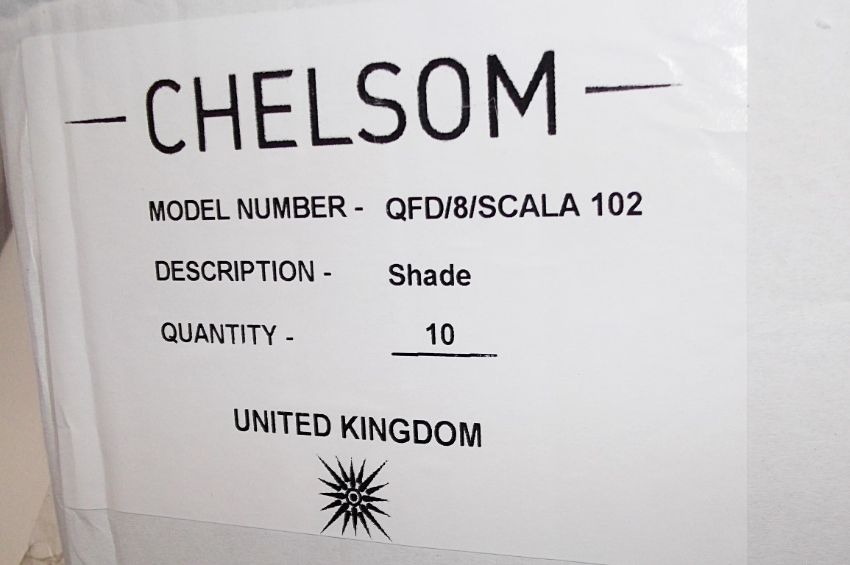 CHELSOM
MODEL NUMBER - QFD/8/SCALA 102
DESCRIPTION - Shade
QUANTITY - 10
UNITED KINGDOM